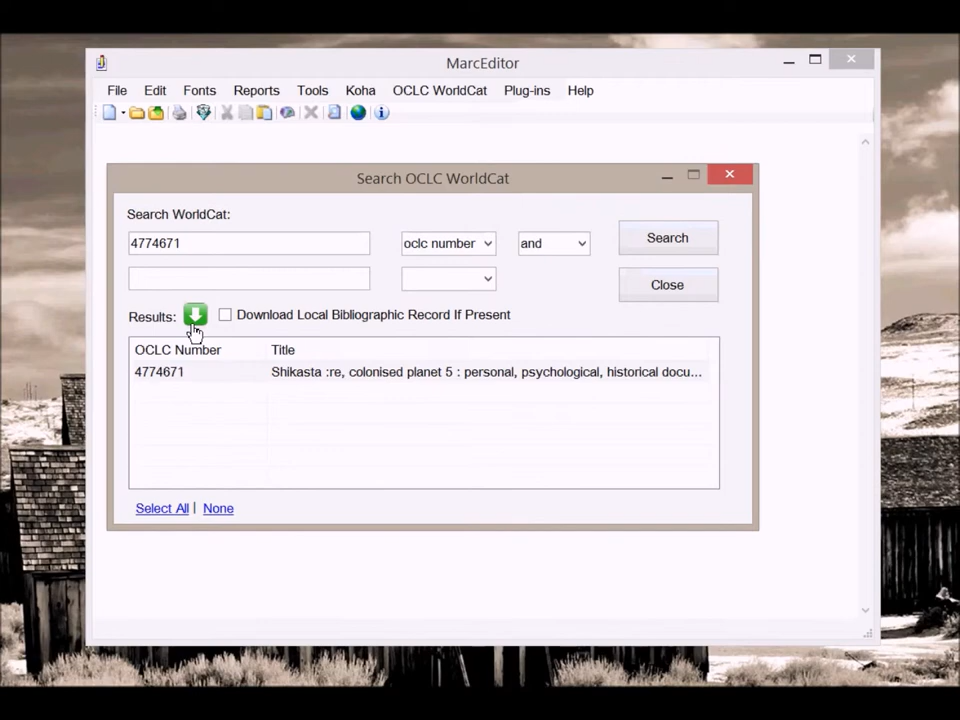 MarcEditor
File Edit Fonts Reports Tools Koha OCLC WorldCat Plug-ins Help
Search OCLC WorldCat
Search WorldCat:
4774671 oclc number and Search
Close
Results: Download Local Bibliographic Record If Present
OCLC Number Title
4774671 Shikasta :re, colonised planet 5 : personal, psychological, historical docu...
Select All | None